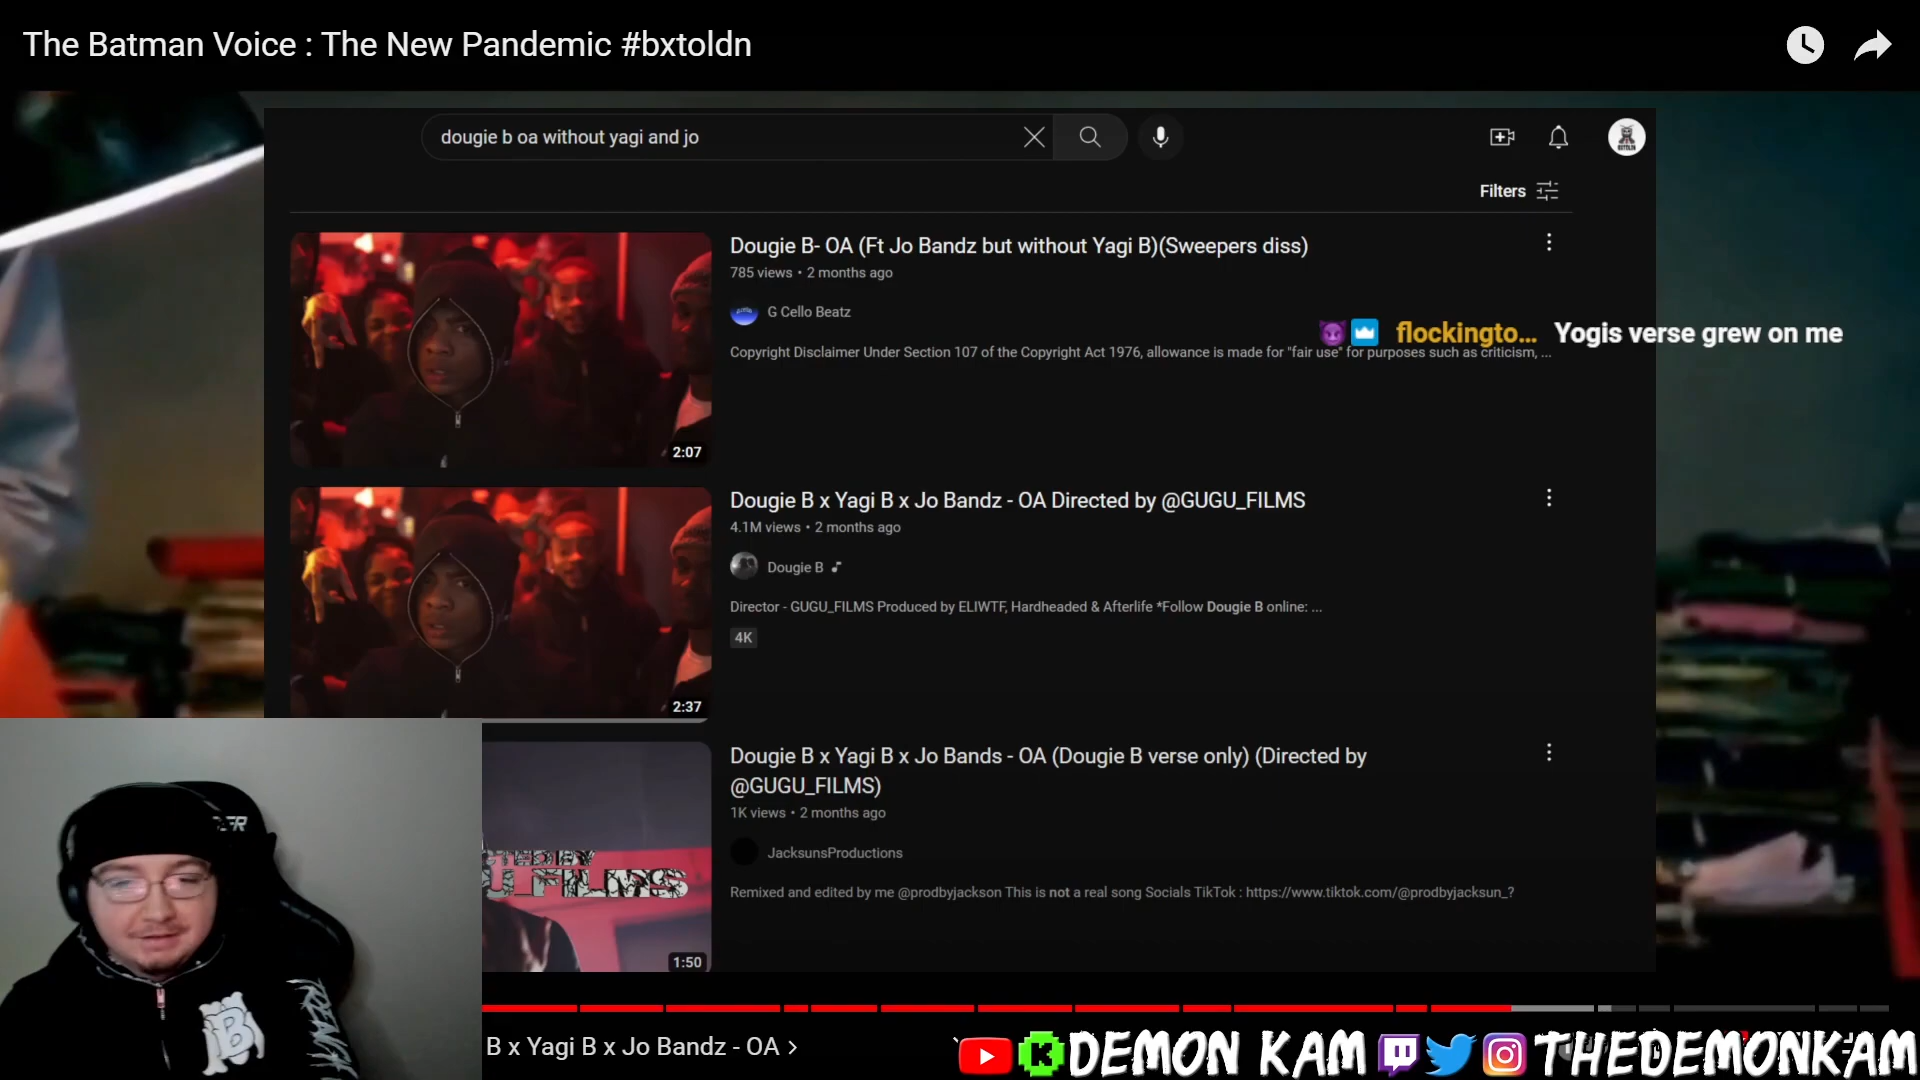 The Batman Voice : The New Pandemic #bxtoldn
dougie b oa without yagi and jo
Filters
Dougie B- OA (Ft Jo Bandz but without Yagi B)(Sweepers diss)
785 views • 2 months ago
G Cello Beatz
flockingto... Yogis verse grew on me
Copyright Disclaimer Under Section 107 of the Copyright Act 1976, allowance is made for "fair use" for purposes such as criticism, ...
2:07
Dougie B x Yagi B x Jo Bandz - OA Directed by @GUGU_FILMS
4.1M views • 2 months ago
Dougie B
Director - GUGU_FILMS Produced by ELIWTF, Hardheaded & Afterlife *Follow Dougie B online: ...
4K
2:37
Dougie B x Yagi B x Jo Bands - OA (Dougie B verse only) (Directed by
@GUGU_FILMS)
1K views • 2 months ago
JacksunsProductions
Remixed and edited by me @prodbyjackson This is not a real song Socials TikTok : https://www.tiktok.com/@prodbyjacksun_?
1:50
B x Yagi B x Jo Bandz - OA
DEMON KAM
THEDEMONKAM